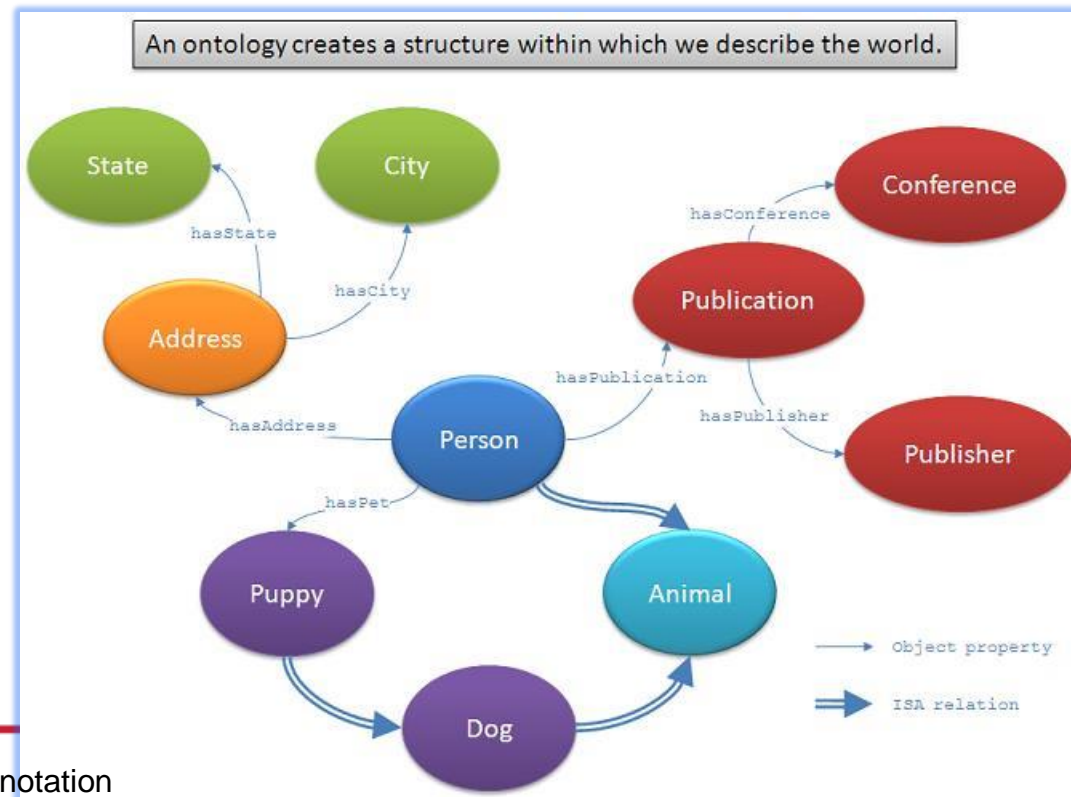 An ontology creates a structure within which we describe the world.
State
City
Conference
hasConference
hasState
Publication
hasCity
Address
hasPublication
hasPublisher
hasAddress
Person
Publisher
hasPet
Puppy
Animal
Object property
ISA relation
Dog
notation